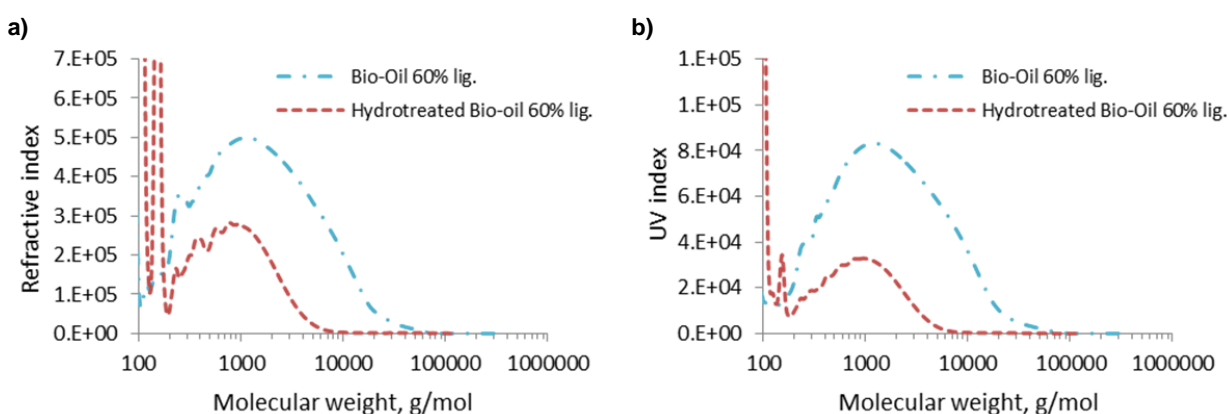 a)
7.E+05
6.E+05
5.E+05
4.E+05
3.E+05
2.E+05
1.E+05
0.E+00
Refractive index
Bio-Oil 60% lig.
Hydrotreated Bio-oil 60% lig.
100 1000 10000 100000 1000000
Molecular weight, g/mol
b)
1.E+05
1.E+05
8.E+04
6.E+04
4.E+04
2.E+04
0.E+00
UV index
Bio-Oil 60% lig.
Hydrotreated Bio-oil 60% lig.
100 1000 10000 100000 1000000
Molecular weight, g/mol